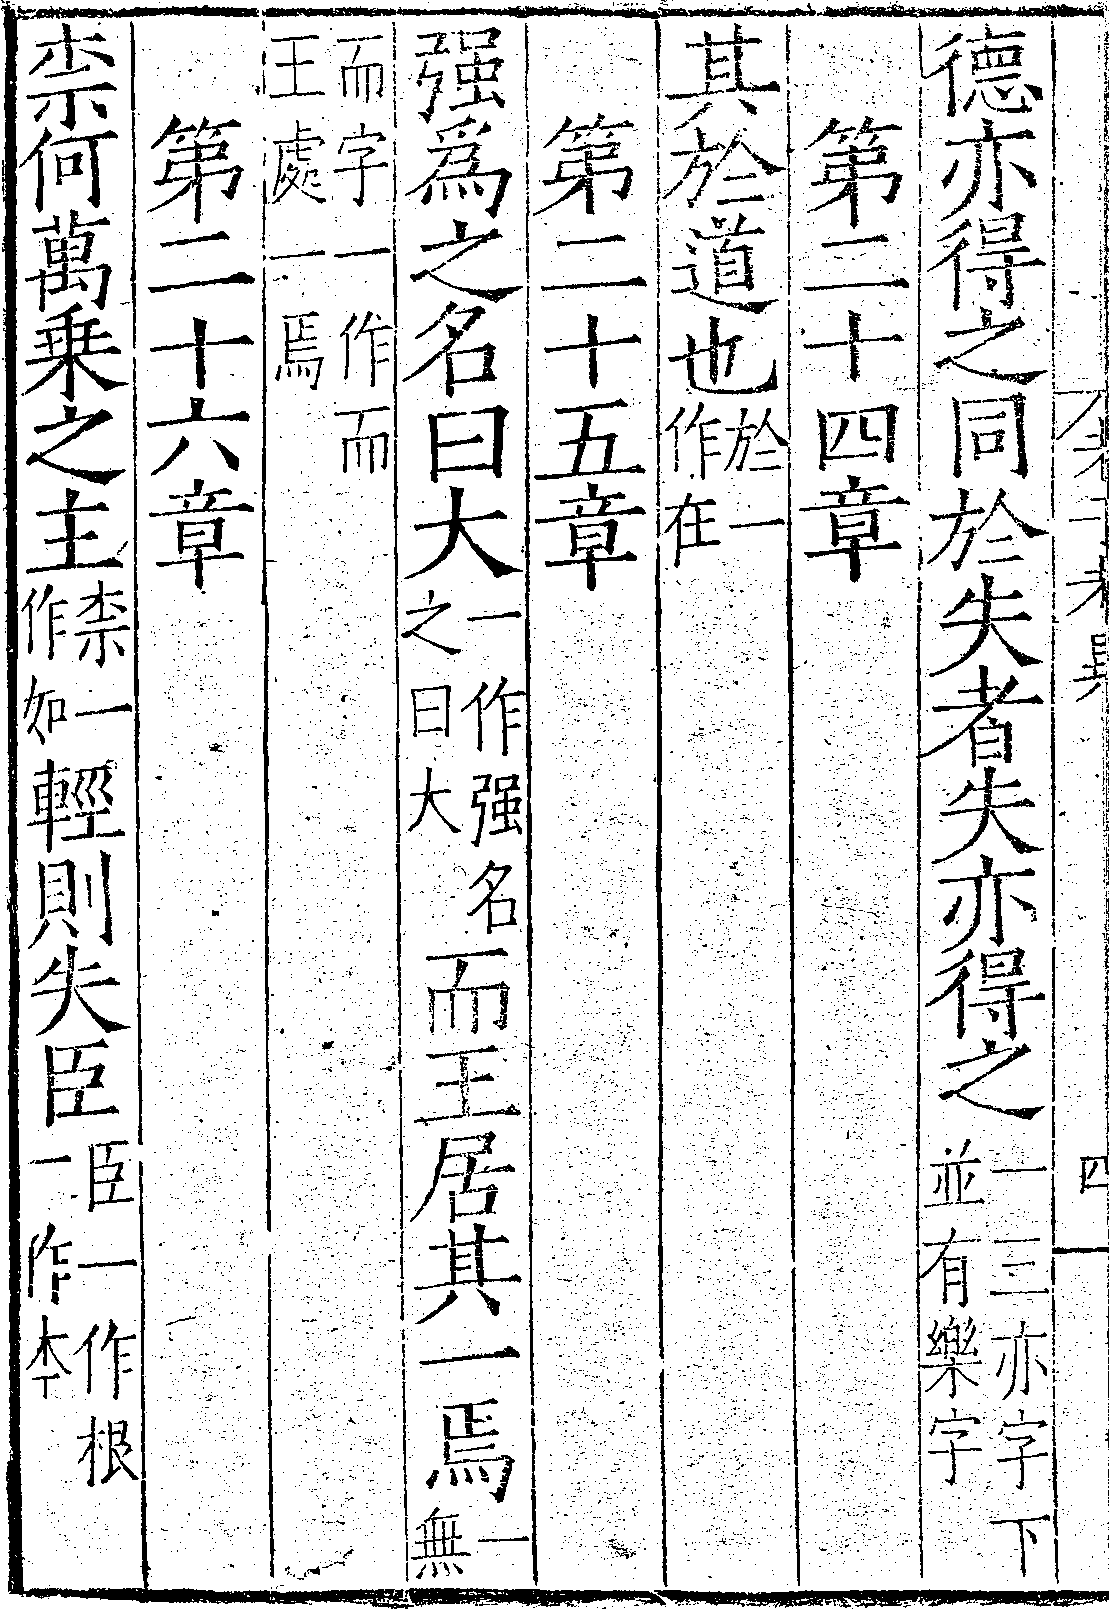 老子考異 四
德亦得之同於失者失亦得之一三亦字下並有樂字
第二十四章
其於道也於一作在
第二十五章
强爲之名曰大一作强名之曰大而王居其一焉一無
而字一作而王處一焉
第二十六章
柰何萬乗之主柰一作如輕則失臣臣一作根一作本